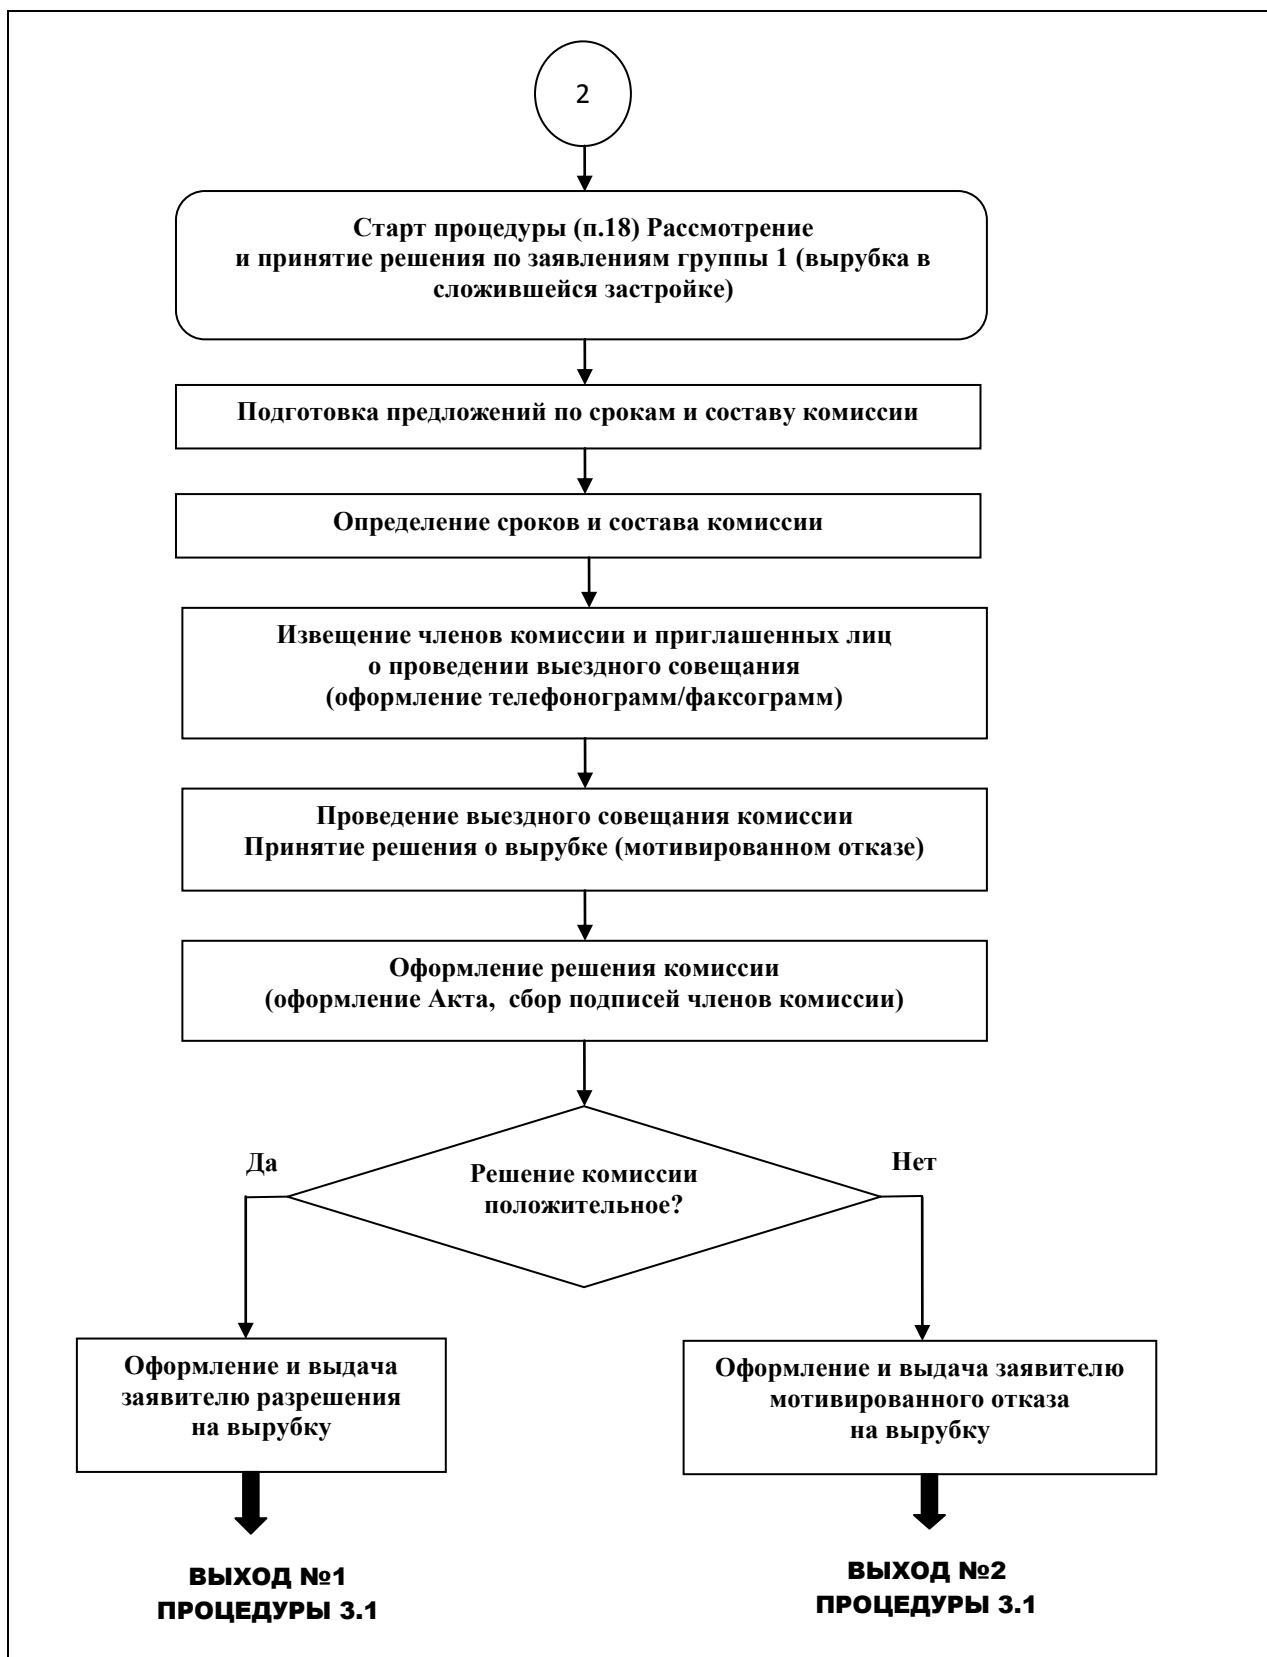 2
Старт процедуры (п.18) Рассмотрение
и принятие решения по заявлениям группы 1 (вырубка в
сложившейся застройке)
Подготовка предложений по срокам и составу комиссии
Определение сроков и состава комиссии
Извещение членов комиссии и приглашенных лиц
о проведении выездного совещания
(оформление телефонограмм/факсограмм)
Проведение выездного совещания комиссии
Принятие решения о вырубке (мотивированном отказе)
Оформление решения комиссии
(оформление Акта, сбор подписей членов комиссии)
Да
Нет
Решение комиссии
положительное?
Оформление и выдача
заявителю разрешения
на вырубку
Оформление и выдача заявителю
мотивированного отказа
на вырубку
ВЫХОД №1
ПРОЦЕДУРЫ 3.1
ВЫХОД №2
ПРОЦЕДУРЫ 3.1